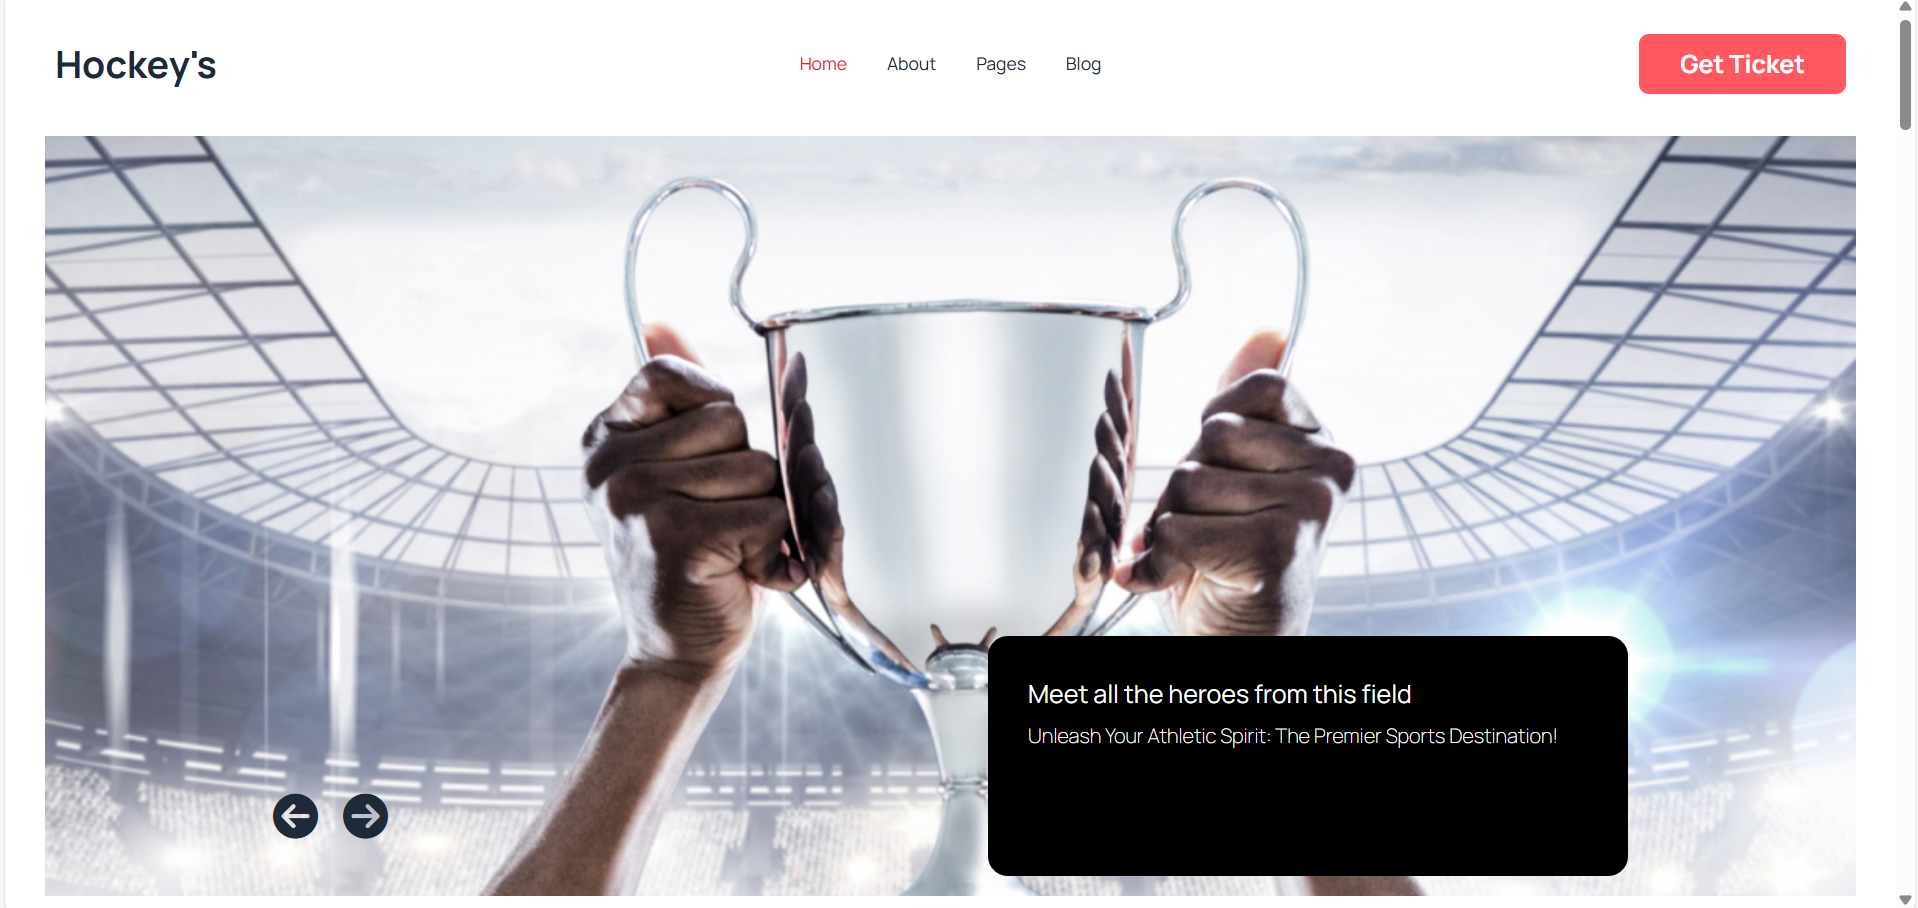 Hockey's
Home About Pages Blog
Get Ticket
Meet all the heroes from this field
Unleash Your Athletic Spirit: The Premier Sports Destination!